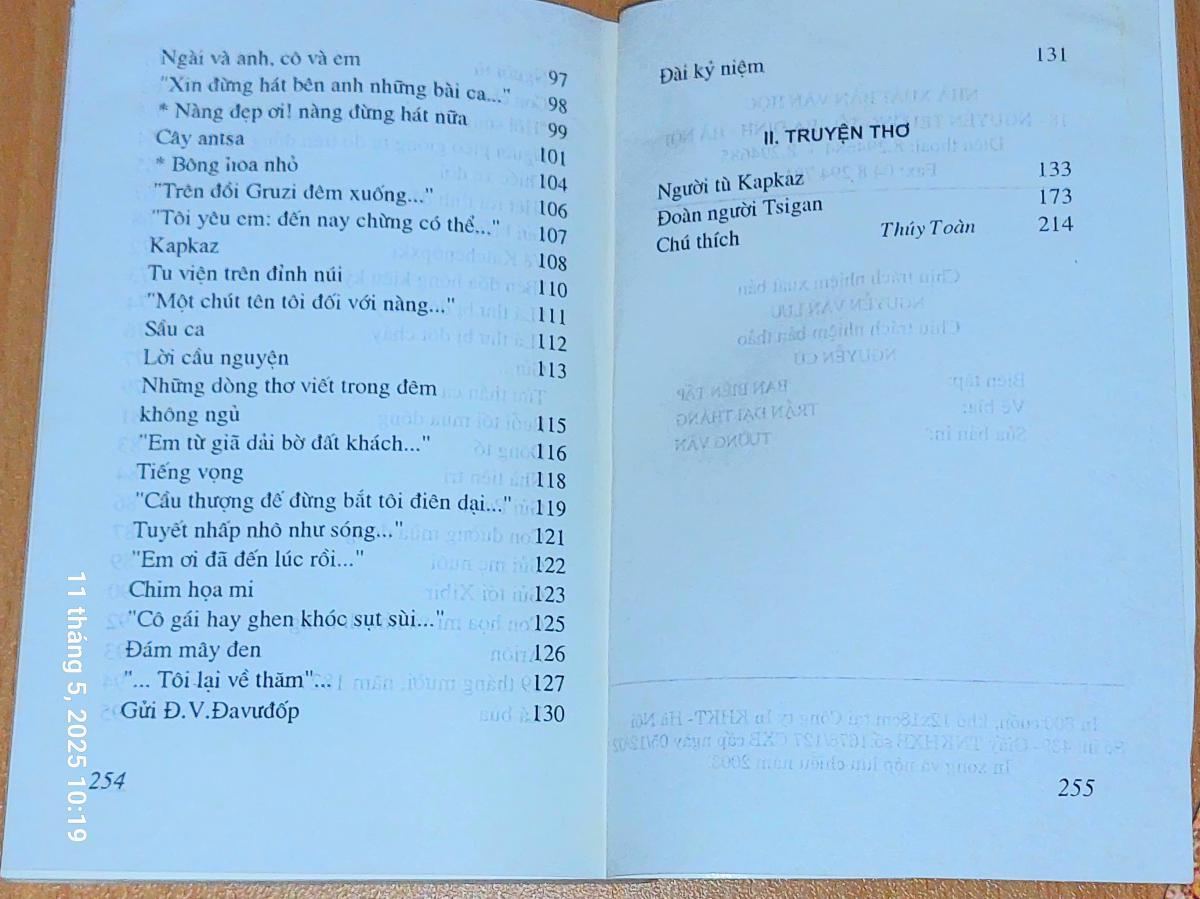 Ngài và anh, cô và em 97
"Xin đừng hát bên anh những bài ca..." 98
* Nàng đẹp ơi! nàng đừng hát nữa 99
Cây antsa 101
* Bông hoa nhỏ 104
"Trên đồi Gruzi đêm xuống..." 106
"Tôi yêu em: đến nay chừng có thể..." 107
Kapkaz 108
Tu viện trên đỉnh núi 110
"Một chút tên tôi đối với nàng..." 111
Sầu ca 112
Lời cầu nguyện 113
Những dòng thơ viết trong đêm
không ngủ 115
"Em từ giã dải bờ đất khách..." 116
Tiếng vọng 118
"Cầu thượng đế đừng bắt tôi điên dại..." 119
Tuyết nhấp nhô như sóng..." 121
"Em ơi đã đến lúc rồi..." 122
Chim họa mi 123
"Cô gái hay ghen khóc sụt sùi..." 125
Đám mây đen 126
"... Tôi lại về thăm"... 127
Gửi Đ.V.Đavưđốp 130
254
Đài kỷ niệm 131
II. TRUYỆN THƠ
Người tù Kapkaz 133
Đoàn người Tsigan 173
Chú thích Thúy Toàn 214
255
11 tháng 5, 2025 10:19